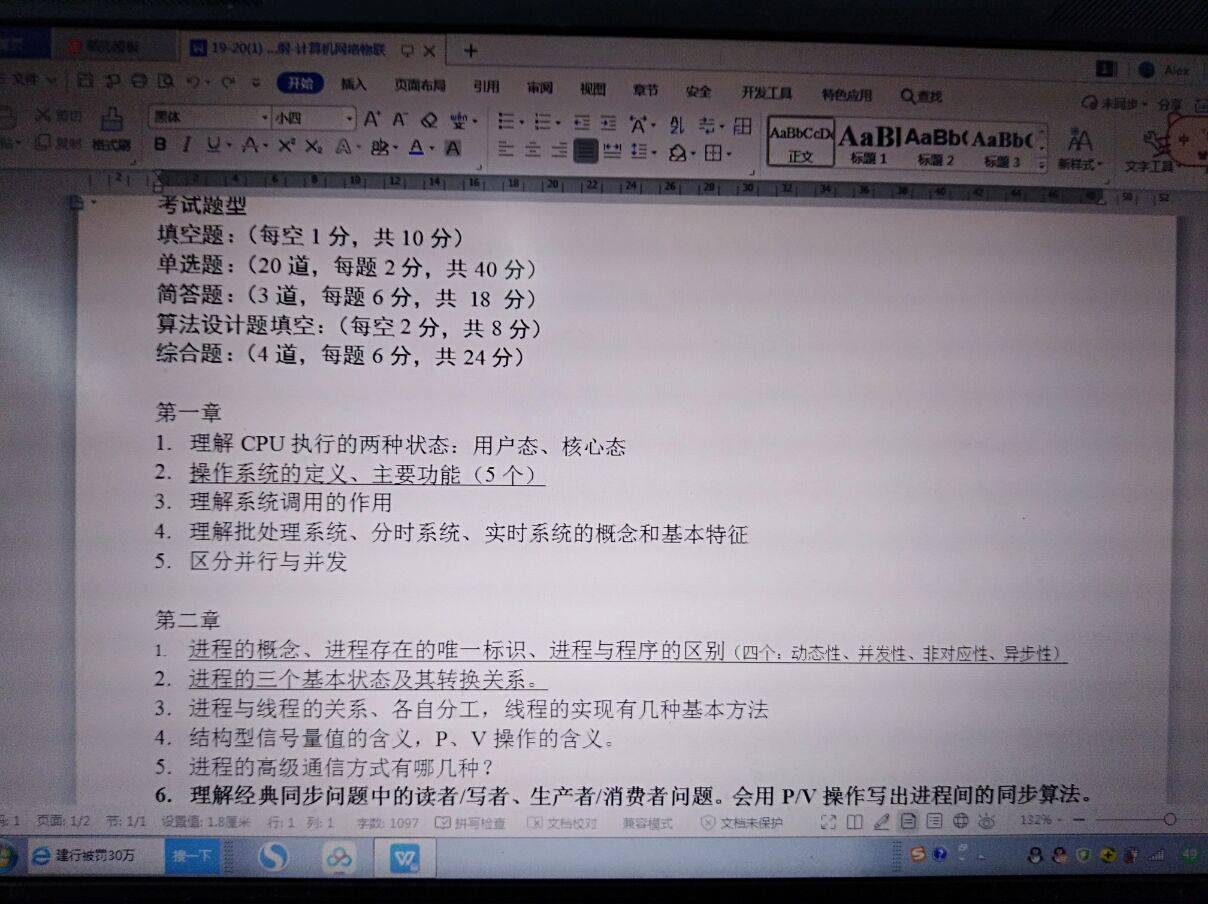 稻壳模板
19-20(1) ...纲-计算机网络物联
+
Alex
文件
开始 插入 页面布局 引用 审阅 视图 章节 安全 开发工具 特色应用 查找
未同步 分享
剪切
复制 格式刷
黑体 小四
AaBbCcD 正文
AaBl 标题 1
AaBb( 标题 2
AaBb( 标题 3
新样式 文字工具
考试题型
填空题：（每空 1 分，共 10 分）
单选题：（20 道，每题 2 分，共 40 分）
简答题：（3 道，每题 6 分，共 18 分）
算法设计题填空：（每空 2 分，共 8 分）
综合题：（4 道，每题 6 分，共 24 分）
第一章
1. 理解 CPU 执行的两种状态：用户态、核心态
2. 操作系统的定义、主要功能（5 个）
3. 理解系统调用的作用
4. 理解批处理系统、分时系统、实时系统的概念和基本特征
5. 区分并行与并发
第二章
1. 进程的概念、进程存在的唯一标识、进程与程序的区别（四个：动态性、并发性、非对应性、异步性）
2. 进程的三个基本状态及其转换关系。
3. 进程与线程的关系、各自分工，线程的实现有几种基本方法
4. 结构型信号量值的含义，P、V 操作的含义。
5. 进程的高级通信方式有哪几种？
6. 理解经典同步问题中的读者/写者、生产者/消费者问题。会用 P/V 操作写出进程间的同步算法。
页面: 1/2 节: 1/1 设置值: 1.8厘米 行: 1 列: 1 字数: 1097 拼写检查 文档校对 兼容模式 文档未保护 132%
建行被罚30万 搜一下